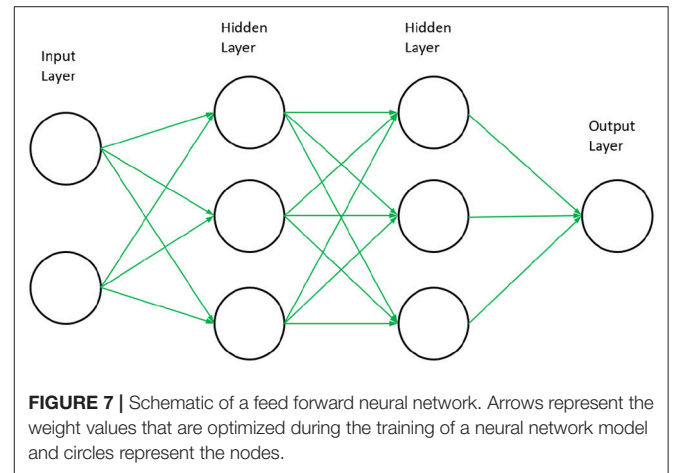 Input
Layer
Hidden
Layer
Hidden
Layer
Output
Layer
FIGURE 7 | Schematic of a feed forward neural network. Arrows represent the
weight values that are optimized during the training of a neural network model
and circles represent the nodes.